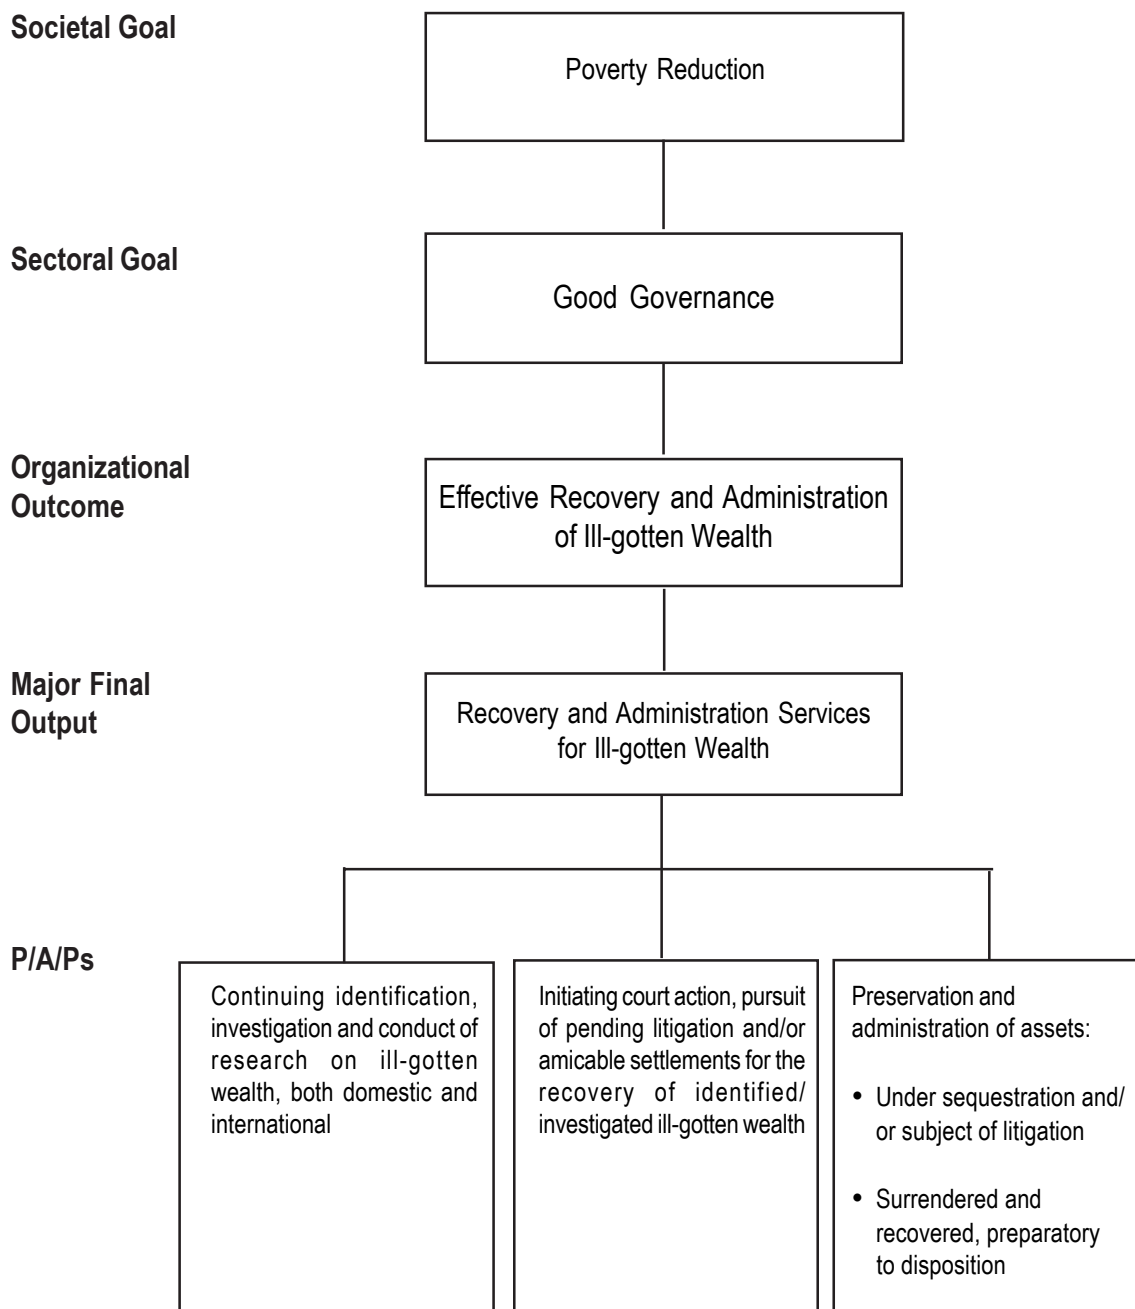 Societal Goal
Poverty Reduction
Sectoral Goal
Good Governance
Organizational
Outcome
Effective Recovery and Administration
of Ill-gotten Wealth
Major Final
Output
Recovery and Administration Services
for Ill-gotten Wealth
P/A/Ps
Continuing identification,
investigation and conduct of
research on ill-gotten
wealth, both domestic and
international
Initiating court action, pursuit
of pending litigation and/or
amicable settlements for the
recovery of identified/
investigated ill-gotten wealth
Preservation and
administration of assets:
• Under sequestration and/
or subject of litigation
• Surrendered and
recovered, preparatory
to disposition